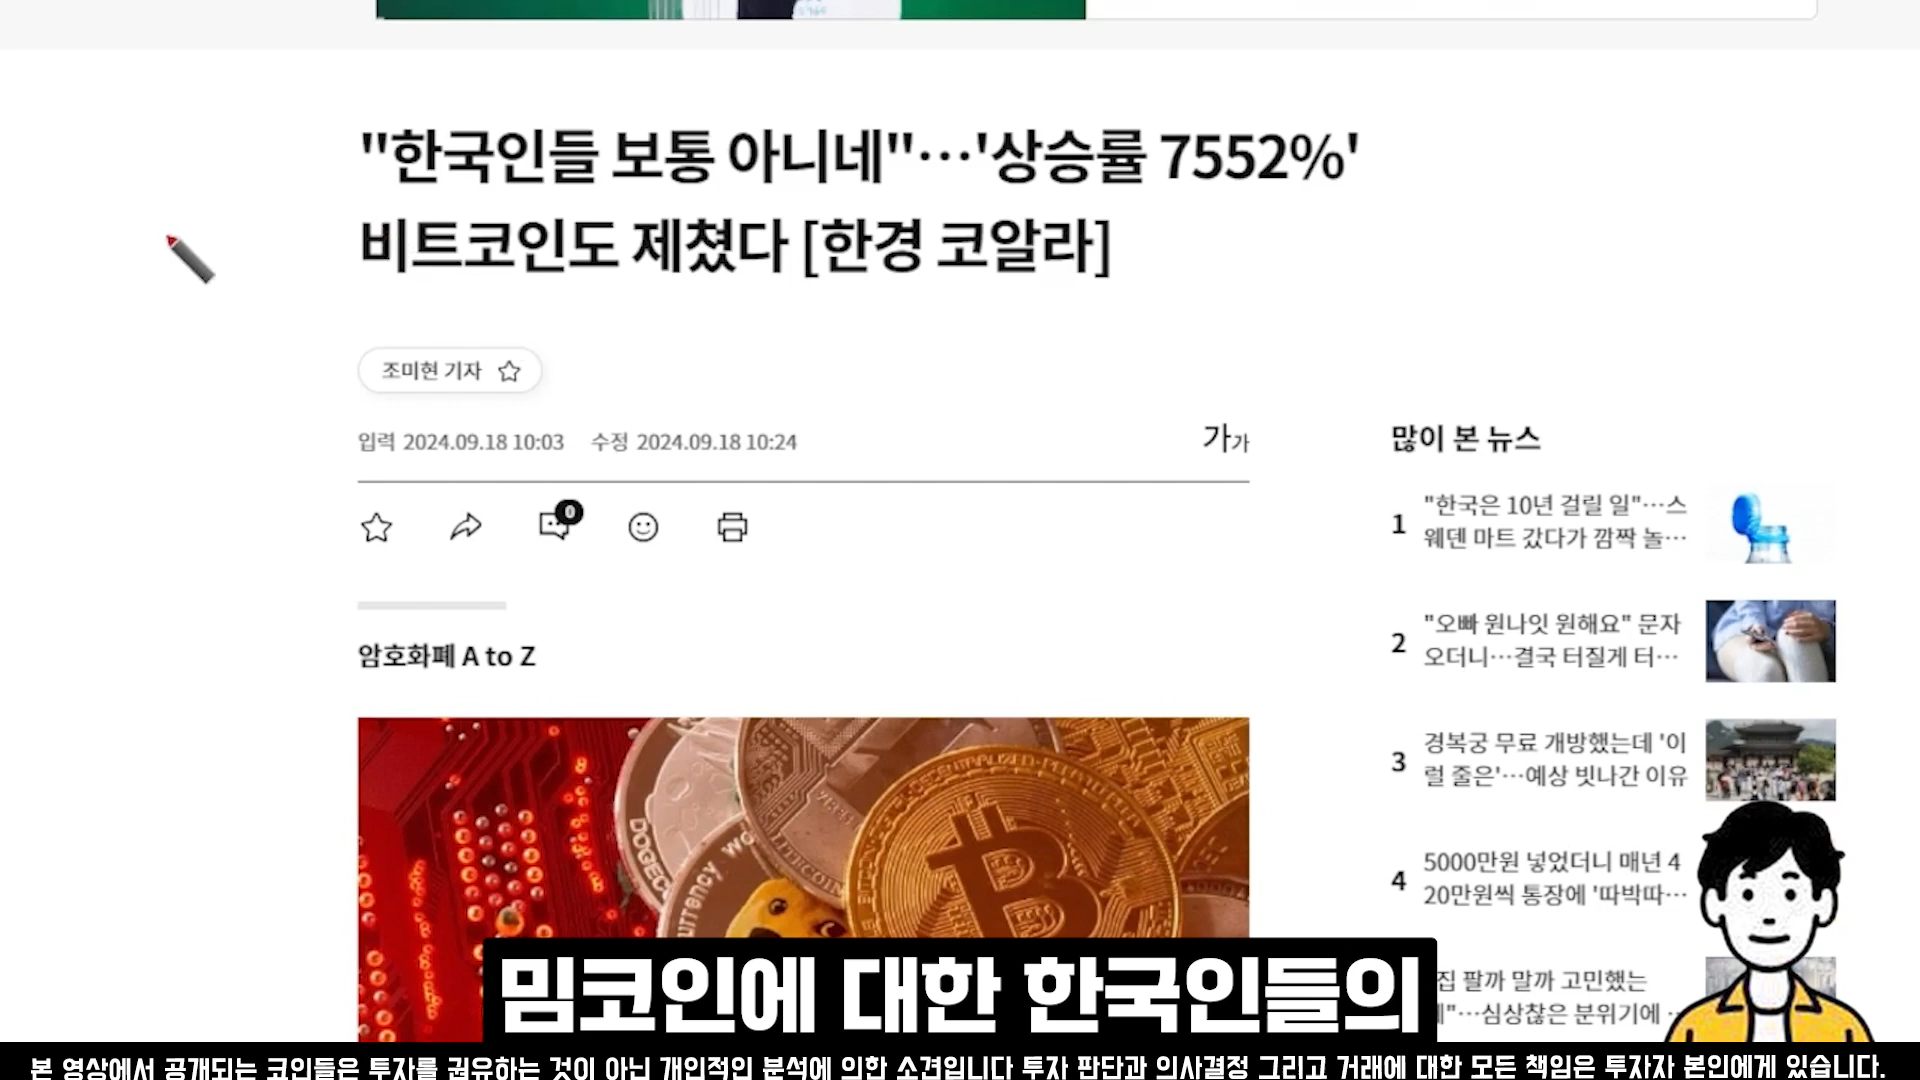 "한국인들 보통 아니네"…'상승률 7552%'
비트코인도 제쳤다 [한경 코알라]
조미현 기자
입력 2024.09.18 10:03 수정 2024.09.18 10:24
가가
0
암호화폐 A to Z
많이 본 뉴스
1
"한국은 10년 걸릴 일"…스
웨덴 마트 갔다가 깜짝 놀…
2
"오빠 원나잇 원해요" 문자
오더니…결국 터질게 터…
3
경복궁 무료 개방했는데 '이
럴 줄은'…예상 빗나간 이유
4
5000만원 넣었더니 매년 4
20만원씩 통장에 '따박따…
집 팔까 말까 고민했는
"…심상찮은 분위기에
밈코인에 대한 한국인들의
본 영상에서 공개되는 코인들은 투자를 권유하는 것이 아닌 개인적인 분석에 의한 소견입니다 투자 판단과 의사결정 그리고 거래에 대한 모든 책임은 투자자 본인에게 있습니다.